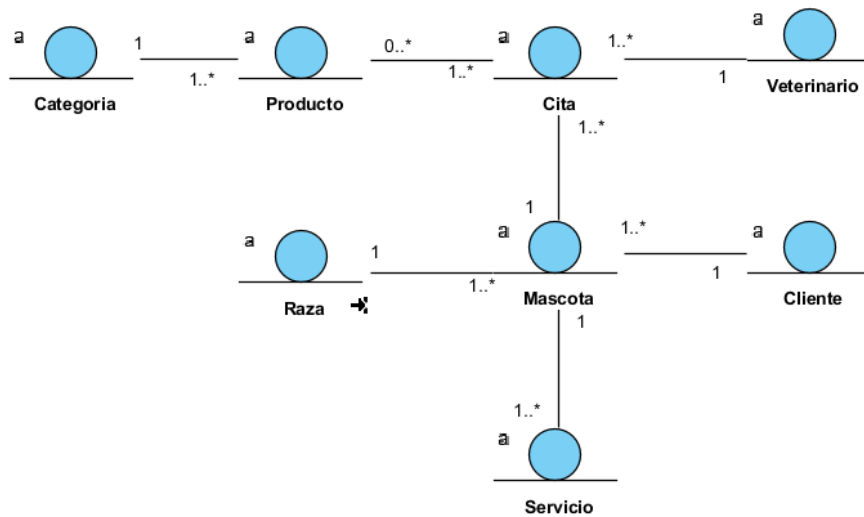 a
a
a
a
1
0..*
1..*
1..*
1..*
1
Categoria
Producto
Cita
Veterinario
1..*
1
a
a
a
1
1..*
1..*
1
Raza
Mascota
Cliente
1
1..*
a
Servicio